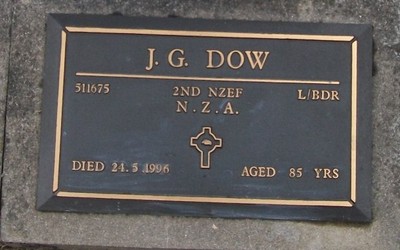 J. G. DOW
511675 2ND NZEF L/BDR
N.Z.A.
DIED 24.5.1996 AGED 85 YRS